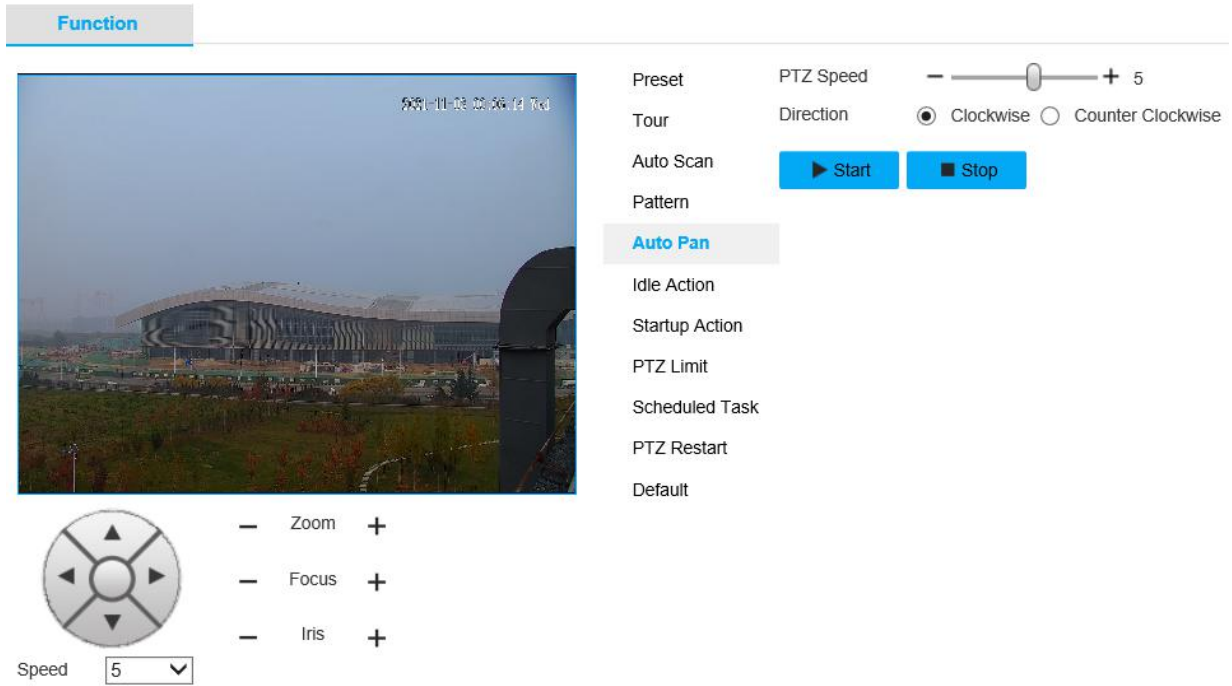 Function
Preset
Tour
Auto Scan
Pattern
Auto Pan
Idle Action
Startup Action
PTZ Limit
Scheduled Task
PTZ Restart
Default
PTZ Speed 5
Direction Clockwise Counter Clockwise
Start Stop
Zoom
Focus
Iris
Speed 5